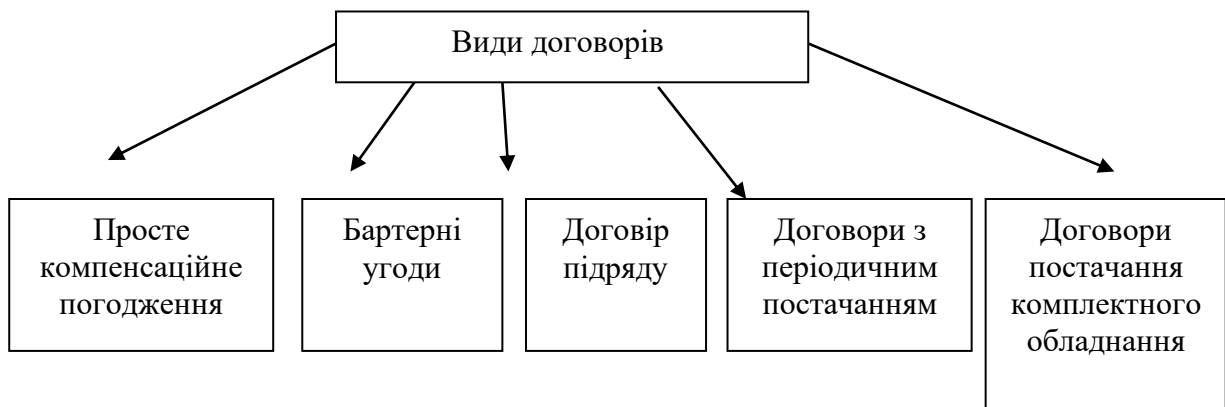 Види договорів
Просте
компенсаційне
погодження
Бартерні
угоди
Договір
підряду
Договори з
періодичним
постачанням
Договори
постачання
комплектного
обладнання